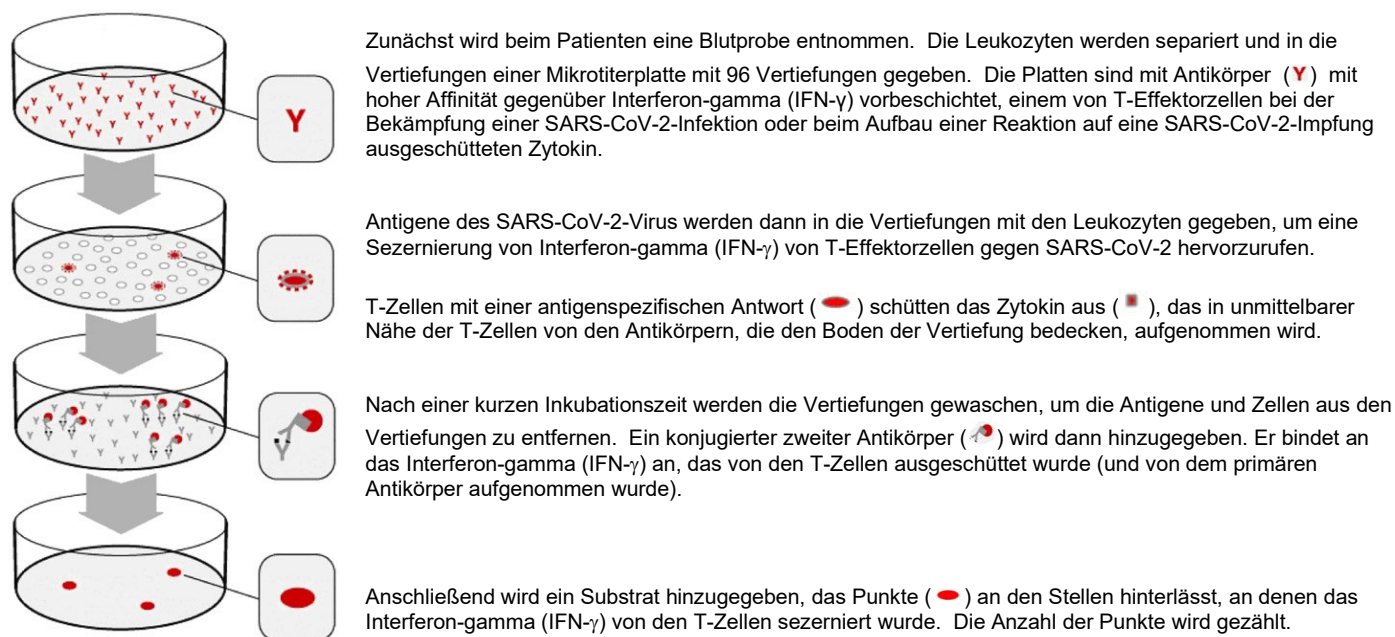 Zunächst wird beim Patienten eine Blutprobe entnommen.  Die Leukozyten werden separiert und in die
Vertiefungen einer Mikrotiterplatte mit 96 Vertiefungen gegeben.  Die Platten sind mit Antikörper  (Y)  mit
hoher Affinität gegenüber Interferon-gamma (IFN-γ) vorbeschichtet, einem von T-Effektorzellen bei der
Bekämpfung einer SARS-CoV-2-Infektion oder beim Aufbau einer Reaktion auf eine SARS-CoV-2-Impfung
ausgeschütteten Zytokin.
Antigene des SARS-CoV-2-Virus werden dann in die Vertiefungen mit den Leukozyten gegeben, um eine
Sezernierung von Interferon-gamma (IFN-γ) von T-Effektorzellen gegen SARS-CoV-2 hervorzurufen.
T-Zellen mit einer antigenspezifischen Antwort ( ) schütten das Zytokin aus ( ), das in unmittelbarer
Nähe der T-Zellen von den Antikörpern, die den Boden der Vertiefung bedecken, aufgenommen wird.
Nach einer kurzen Inkubationszeit werden die Vertiefungen gewaschen, um die Antigene und Zellen aus den
Vertiefungen zu entfernen.  Ein konjugierter zweiter Antikörper ( ) wird dann hinzugegeben. Er bindet an
das Interferon-gamma (IFN-γ) an, das von den T-Zellen ausgeschüttet wurde (und von dem primären
Antikörper aufgenommen wurde).
Anschließend wird ein Substrat hinzugegeben, das Punkte ( ) an den Stellen hinterlässt, an denen das
Interferon-gamma (IFN-γ) von den T-Zellen sezerniert wurde.  Die Anzahl der Punkte wird gezählt.